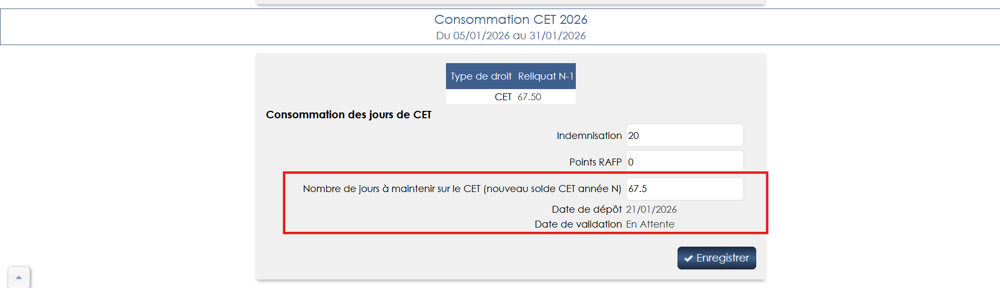 Consommation CET 2026
Du 05/01/2026 au 31/01/2026
Type de droit Reliquat N-1
CET 67.50
Consommation des jours de CET
Indemnisation 20
Points RAFP 0
Nombre de jours à maintenir sur le CET (nouveau solde CET année N) 67.5
Date de dépôt 21/01/2026
Date de validation En Attente
Enregistrer